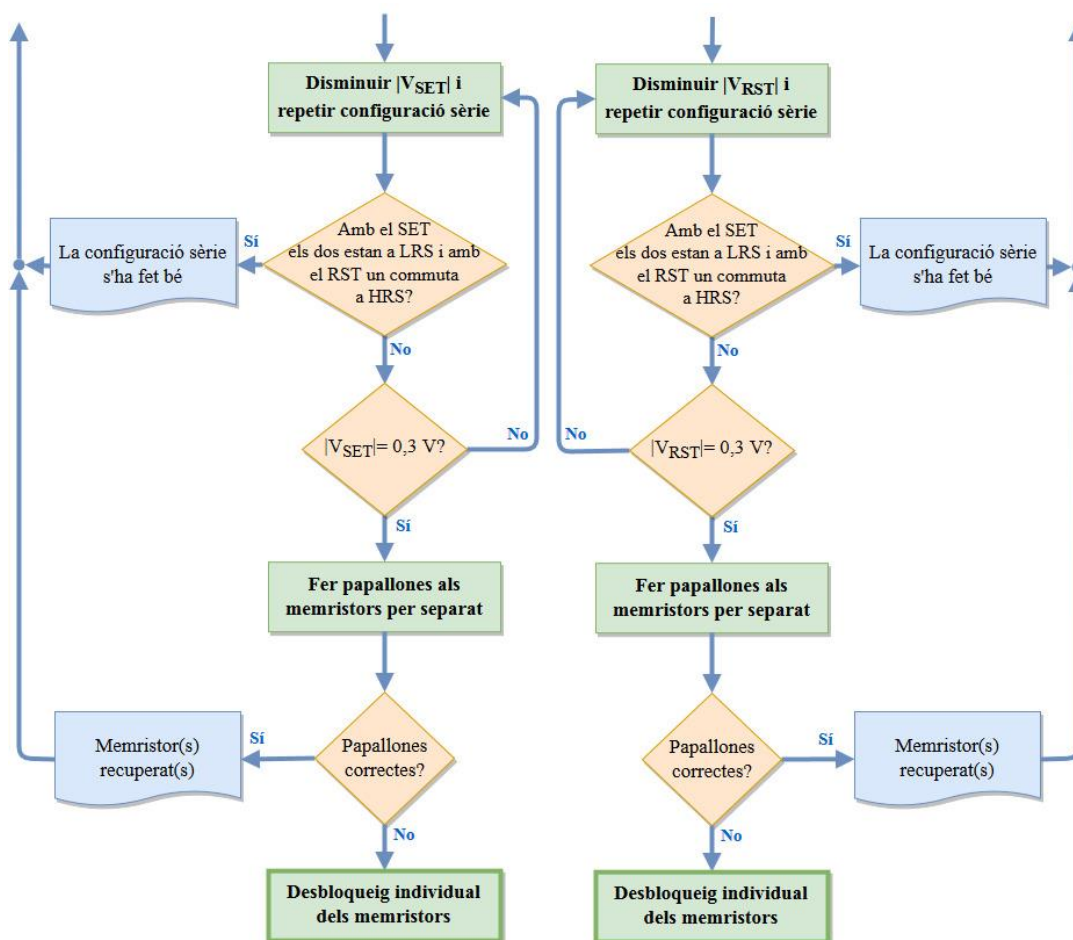 Disminuir |VSET| i
repetir configuració sèrie
Amb el SET
els dos estan a LRS i amb
el RST un commuta
a HRS?
Sí
La configuració sèrie
s'ha fet bé
No
|VSET|= 0,3 V?
No
Sí
Fer papallones als
memristors per separat
Papallones
correctes?
Sí
Memristor(s)
recuperat(s)
No
Desbloqueig individual
dels memristors
Disminuir |VRST| i
repetir configuració sèrie
Amb el SET
els dos estan a LRS i amb
el RST un commuta
a HRS?
Sí
La configuració sèrie
s'ha fet bé
No
|VRST|= 0,3 V?
No
Sí
Fer papallones als
memristors per separat
Papallones
correctes?
Sí
Memristor(s)
recuperat(s)
No
Desbloqueig individual
dels memristors